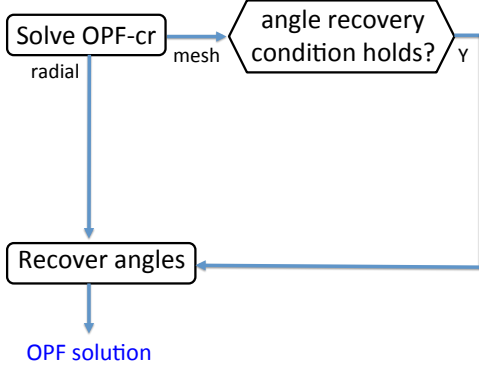 Solve OPF-cr
angle recovery
condition holds?
radial
mesh
Y
Recover angles
OPF solution